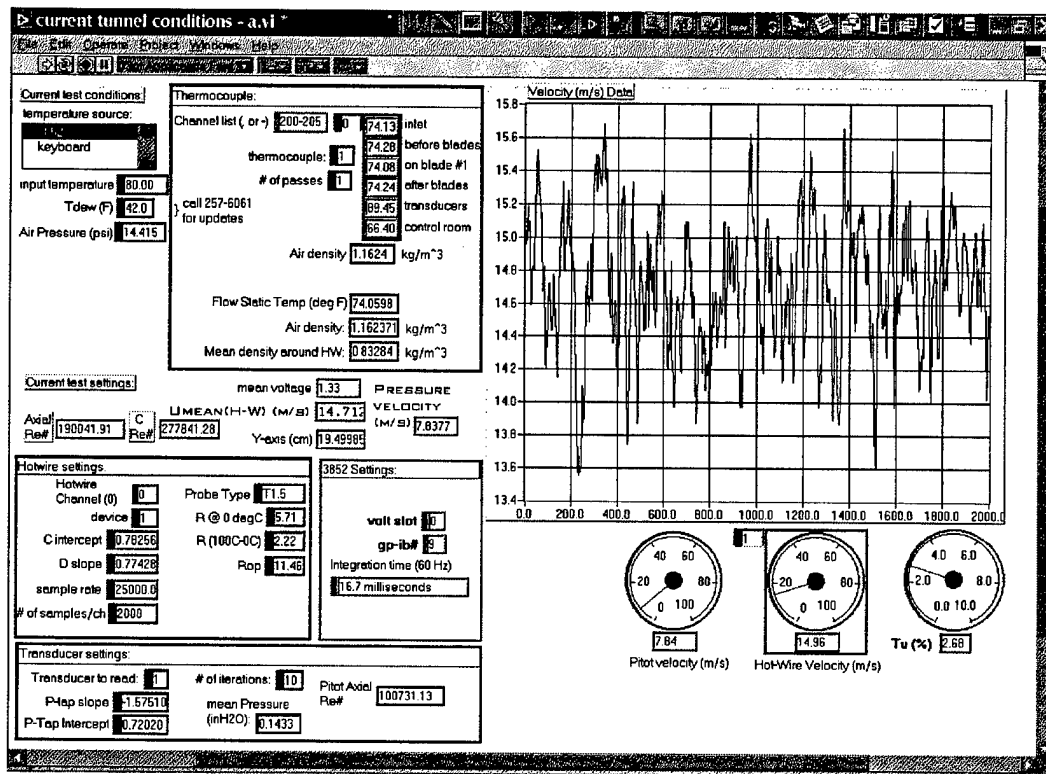 current tunnel conditions - a.vi *
File Edit Operate Project Windows Help
Current test conditions:
temperature source:
keyboard
input temperature 80.00
Tdew (F) 42.0
} call 257-6061
for updates
Air Pressure (psi) 14.415
Thermocouple:
Channel list (, or -) 200-205
0
74.13 inlet
74.28 before blades
74.08 on blade #1
74.24 after blades
transducers
66.40 control room
thermocouple: 1
# of passes 1
Air density 1.1624 kg/m^3
Flow Static Temp (deg F) 74.0598
Air density: 1.162371 kg/m^3
Mean density around HW: 0.83284 kg/m^3
Current test settings:
mean voltage 1.33
UMEAN(H-W) (M/S) 14.712
PRESSURE
VELOCITY
(M/S) 7.8377
Axial
Re# 190041.91
C
Re# 277841.28
Y-axis (cm) 19.49985
Hotwire settings
Hotwire
Channel (0) 0
device 1
C intercept 0.78256
D slope 0.77428
sample rate 25000.0
# of samples/ch 2000
Probe Type T1.5
R @ 0 degC 5.71
R (100C-0C) 2.22
Rop 11.46
3852 Settings:
volt slot 0
gp-ib# 9
Integration time (60 Hz)
16.7 milliseconds
Transducer settings:
Transducer to read: 1
P-tap slope -1.57510
P-Tap Intercept 0.72020
# of iterations: 10
mean Pressure
(inH2O): 0.1433
Pitot Axial
Re# 100731.13
Velocity (m/s) Data
15.8
15.6
15.4
15.2
15.0
14.8
14.6
14.4
14.2
14.0
13.8
13.6
13.4
0.0 200.0 400.0 600.0 800.0 1000.0 1200.0 1400.0 1600.0 1800.0 2000.0
1
0 20 40 60 80 100
7.84
Pitot velocity (m/s)
0 20 40 60 80 100
14.96
Hot-Wire Velocity (m/s)
0.0 2.0 4.0 6.0 8.0 10.0
Tu (%) 2.68